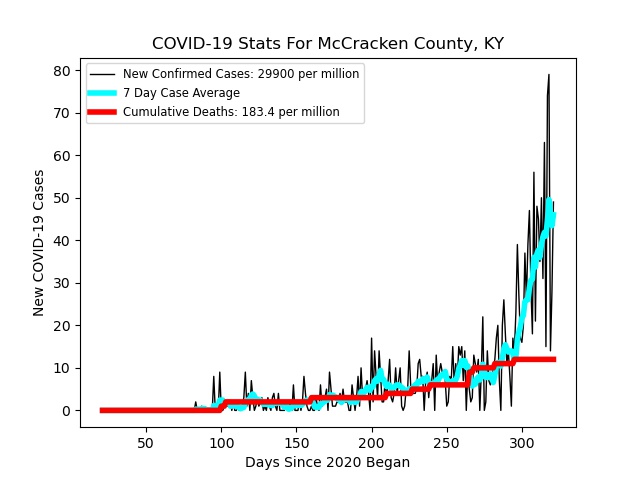 COVID-19 Stats For McCracken County, KY
New Confirmed Cases: 29900 per million
7 Day Case Average
Cumulative Deaths: 183.4 per million
New COVID-19 Cases
80
70
60
50
40
30
20
10
0
50 100 150 200 250 300
Days Since 2020 Began